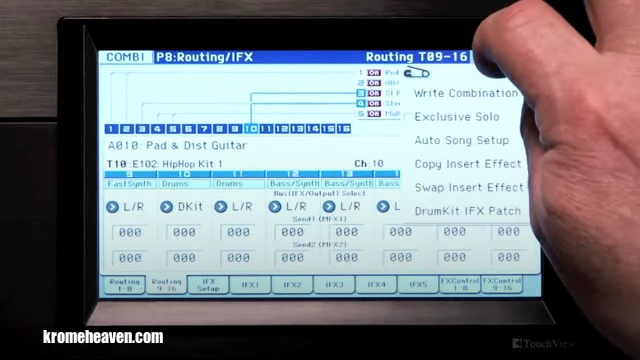 COMBI P8:Routing/IFX Routing T09-16
1 ON
2 ON
3 ON
4 ON
5 ON
1 2 3 4 5 6 7 8 9 10 11 12 13 14 15 16
A010: Pad & Dist.Guitar
T10:E102: HipHop Kit 1 Ch:10
9 10 11 12 13
Fast/Synth Drums Drums Bass/Synth Bass/Synth Bass/S
Bus(IFX/Output) Select
L/R DKit L/R L/R L/R L
Send1 (MFX1)
000 000 000 000 000
Send2 (MFX2)
000 000 000 000 000
Write Combination
Exclusive Solo
Auto Song Setup
Copy Insert Effect
Swap Insert Effect
DrumKit IFX Patch
Routing 1-8 Routing 9-16 IFX Setup IFX1 IFX2 IFX3 IFX4 IFX5 FXControl 1-8 FXControl 9-16
kromeheaven.com
TouchView